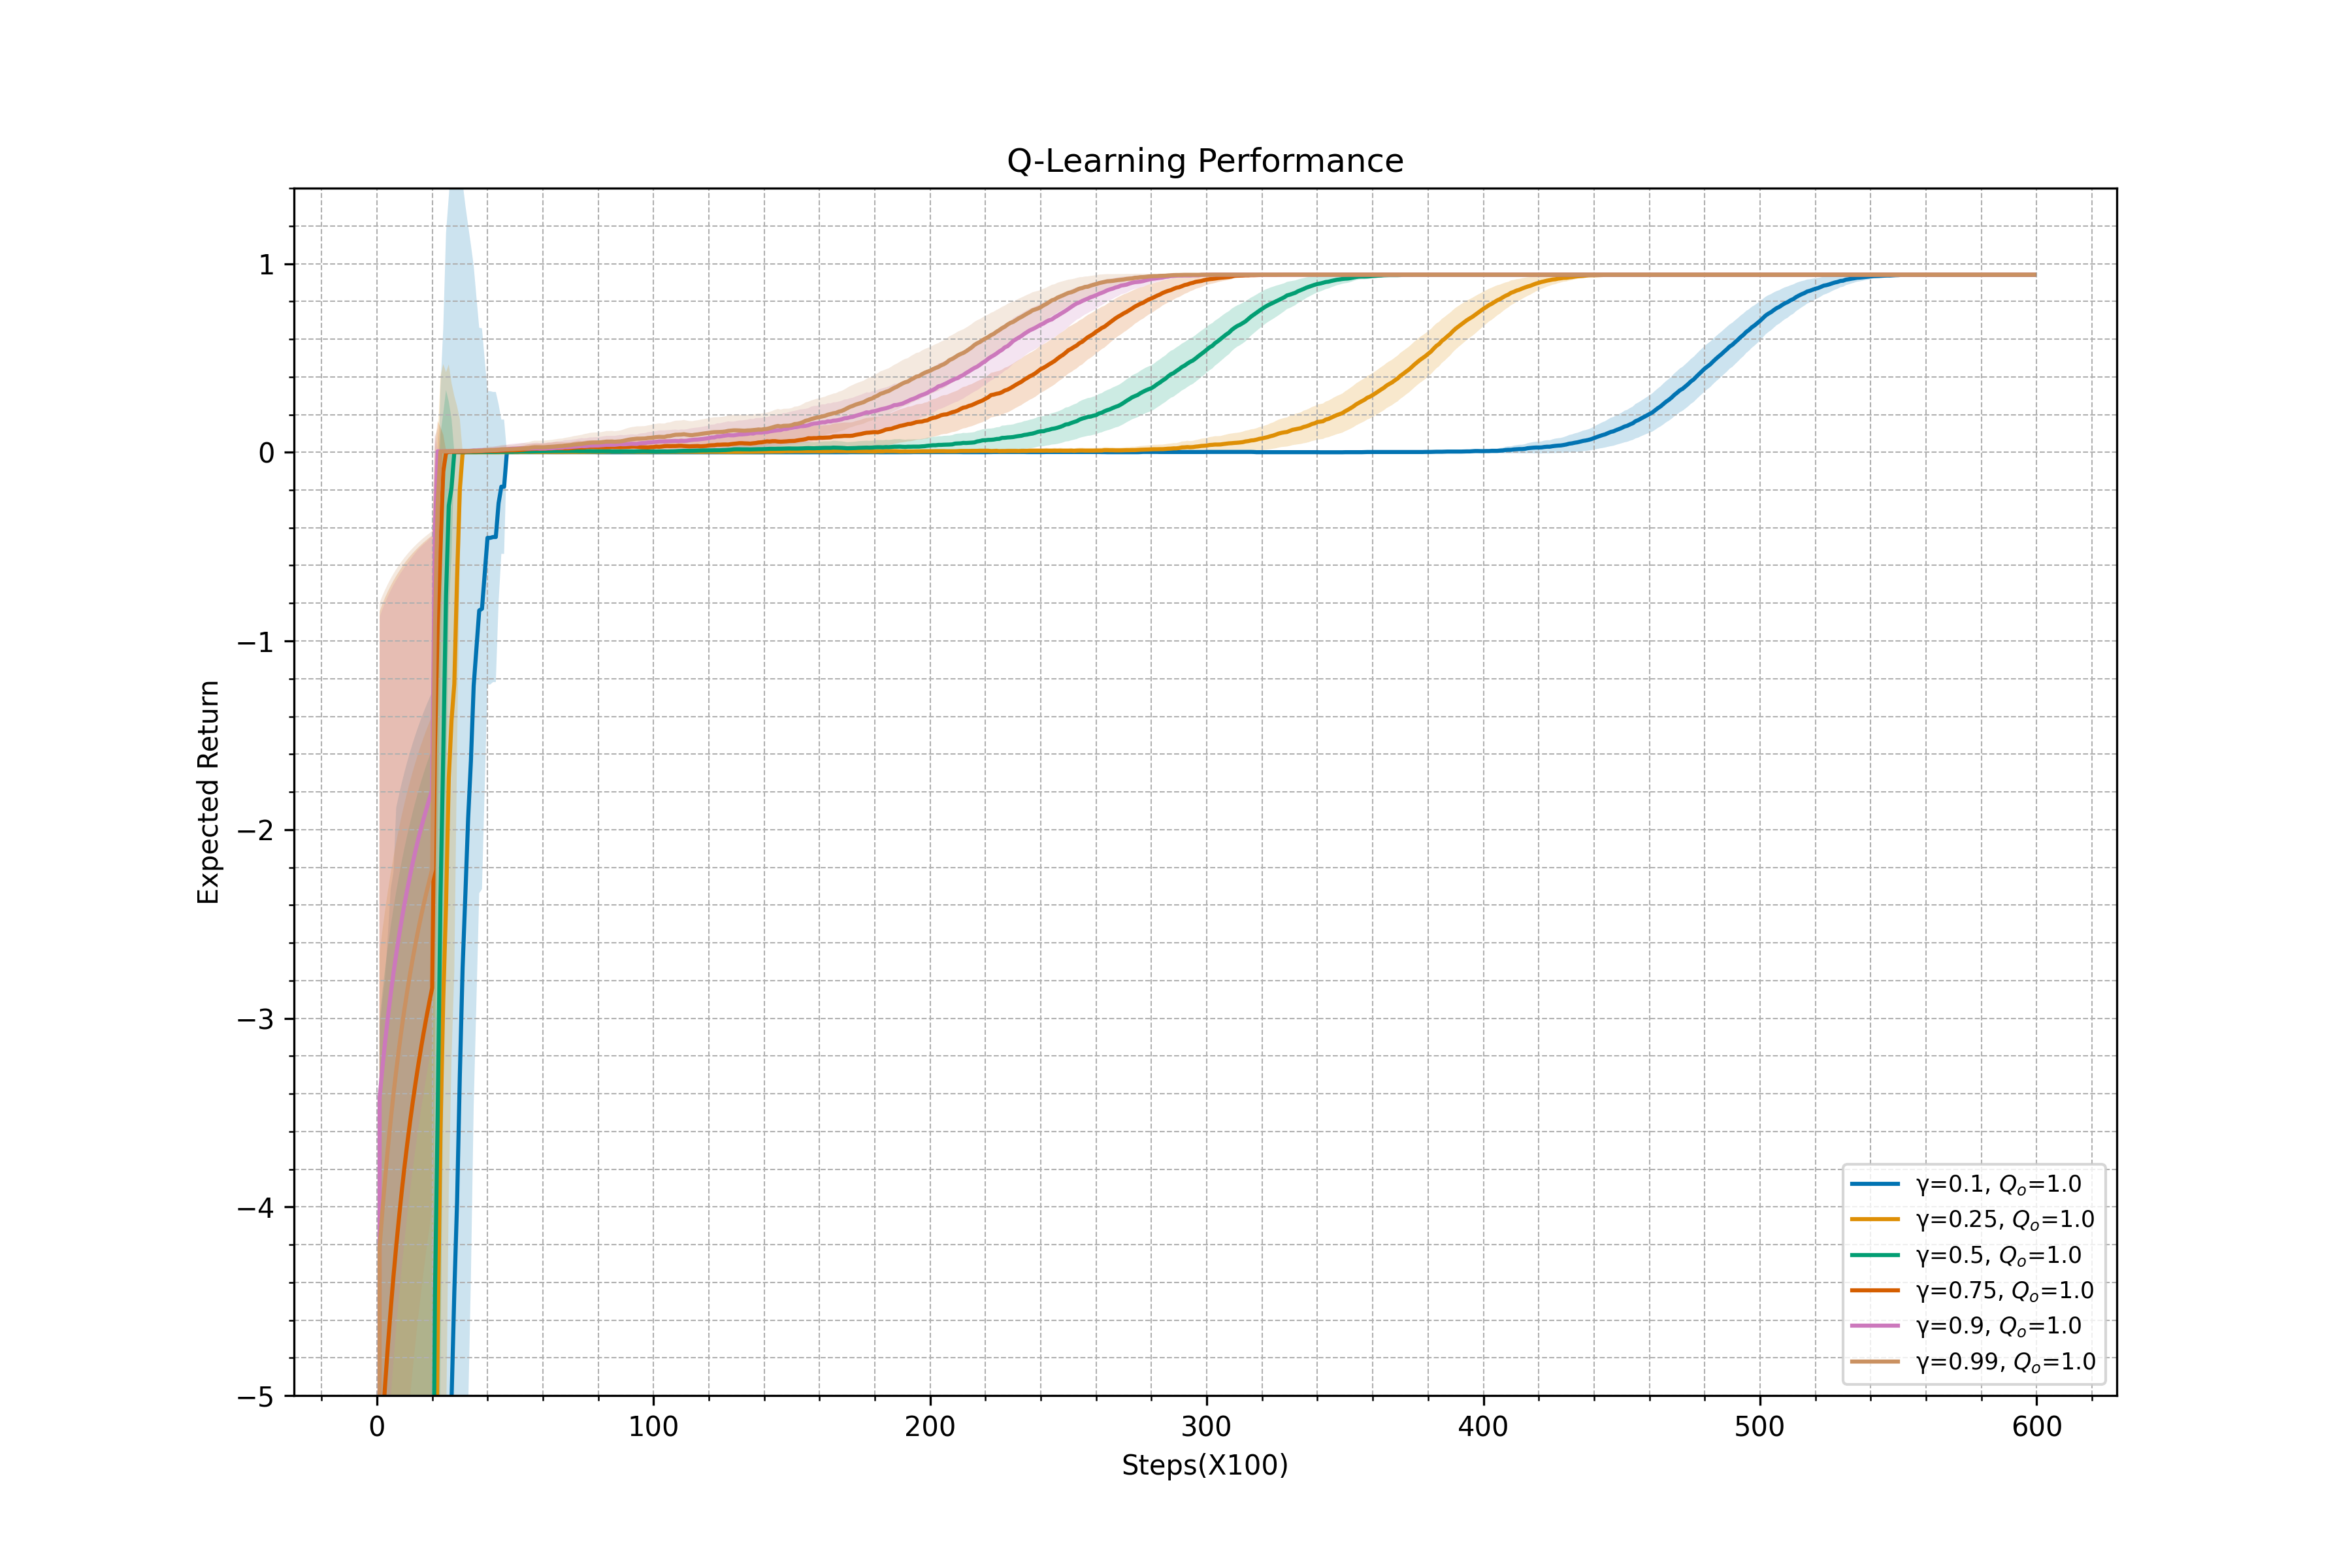 Q-Learning Performance
Expected Return
1
0
−1
−2
−3
−4
−5
0 100 200 300 400 500 600
Steps(X100)
γ=0.1, Qₒ=1.0
γ=0.25, Qₒ=1.0
γ=0.5, Qₒ=1.0
γ=0.75, Qₒ=1.0
γ=0.9, Qₒ=1.0
γ=0.99, Qₒ=1.0